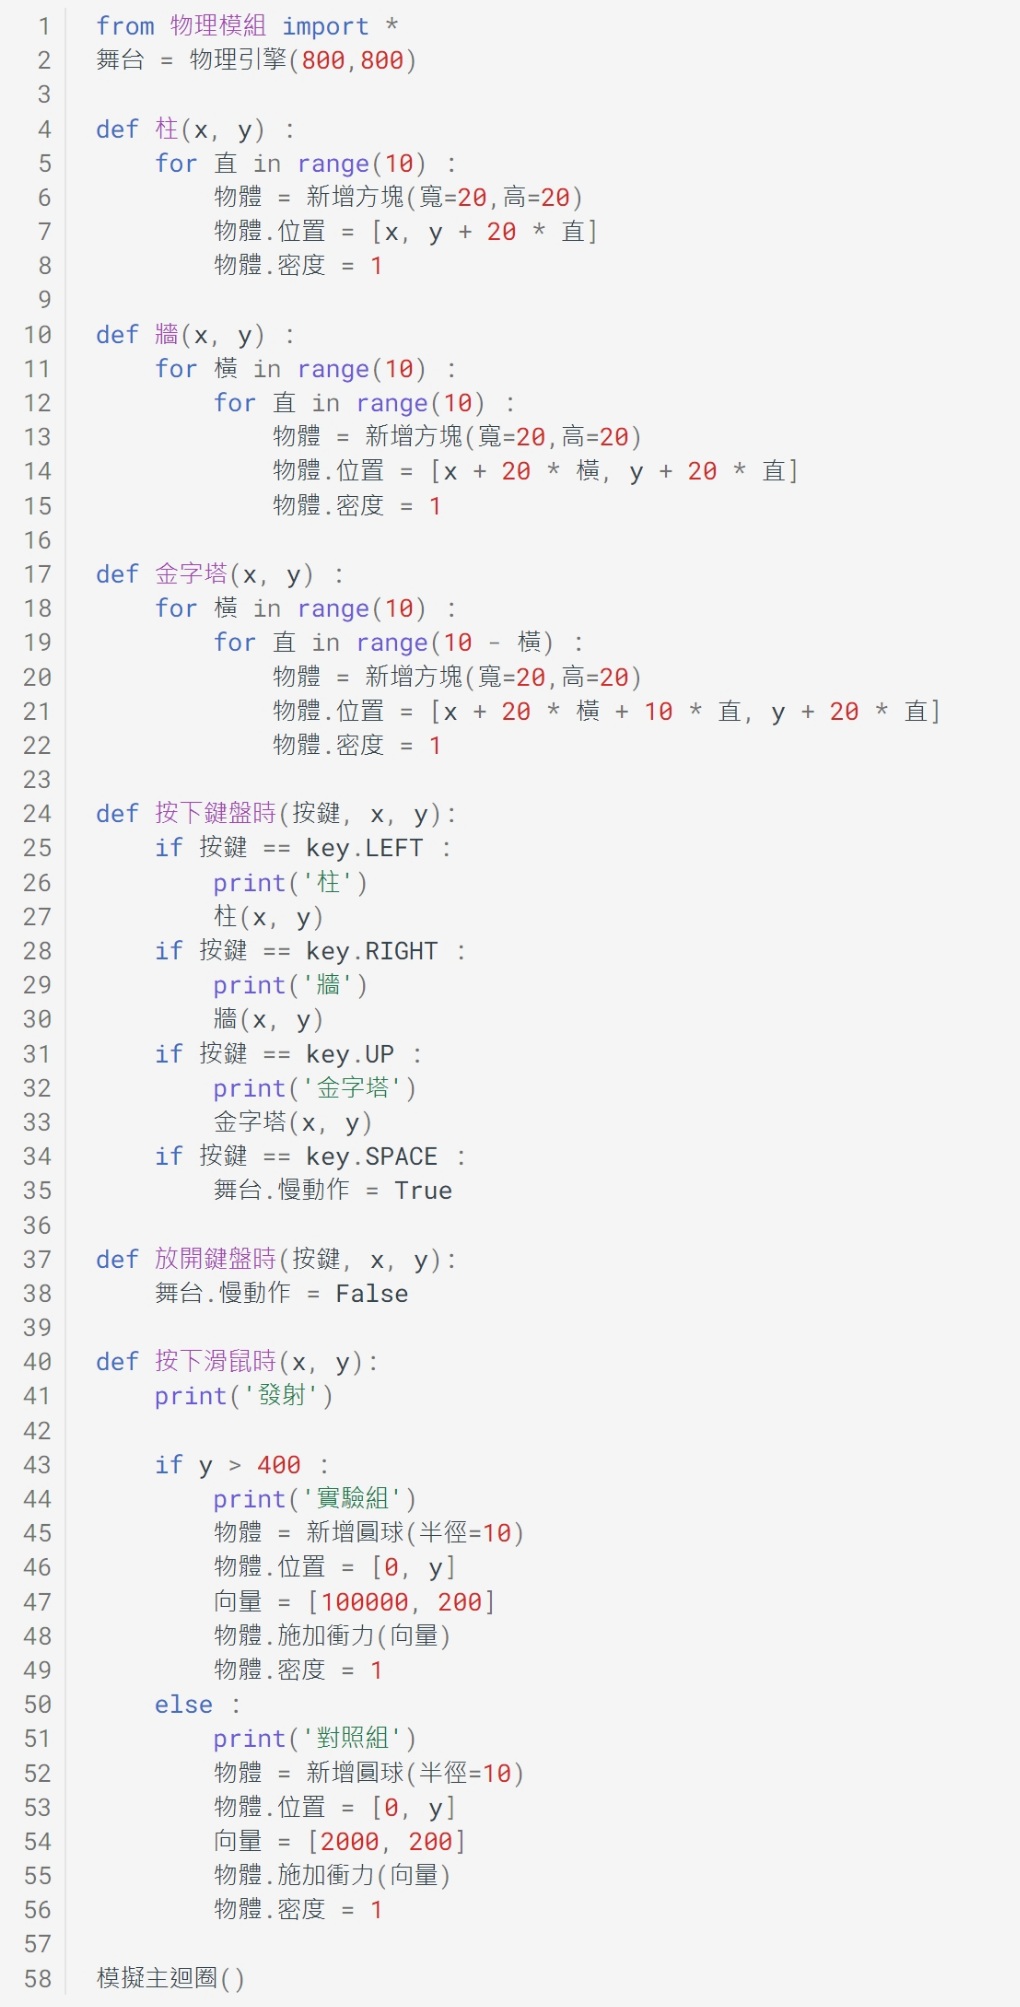 1 from 物理模組 import *
2 舞台 = 物理引擎(800,800)
3
4 def 柱(x, y) :
5     for 直 in range(10) :
6         物體 = 新增方塊(寬=20,高=20)
7         物體.位置 = [x, y + 20 * 直]
8         物體.密度 = 1
9
10 def 牆(x, y) :
11     for 橫 in range(10) :
12         for 直 in range(10) :
13             物體 = 新增方塊(寬=20,高=20)
14             物體.位置 = [x + 20 * 橫, y + 20 * 直]
15             物體.密度 = 1
16
17 def 金字塔(x, y) :
18     for 橫 in range(10) :
19         for 直 in range(10 - 橫) :
20             物體 = 新增方塊(寬=20,高=20)
21             物體.位置 = [x + 20 * 橫 + 10 * 直, y + 20 * 直]
22             物體.密度 = 1
23
24 def 按下鍵盤時(按鍵, x, y):
25     if 按鍵 == key.LEFT :
26         print('柱')
27         柱(x, y)
28     if 按鍵 == key.RIGHT :
29         print('牆')
30         牆(x, y)
31     if 按鍵 == key.UP :
32         print('金字塔')
33         金字塔(x, y)
34     if 按鍵 == key.SPACE :
35         舞台.慢動作 = True
36
37 def 放開鍵盤時(按鍵, x, y):
38     舞台.慢動作 = False
39
40 def 按下滑鼠時(x, y):
41     print('發射')
42
43     if y > 400 :
44         print('實驗組')
45         物體 = 新增圓球(半徑=10)
46         物體.位置 = [0, y]
47         向量 = [100000, 200]
48         物體.施加衝力(向量)
49         物體.密度 = 1
50     else :
51         print('對照組')
52         物體 = 新增圓球(半徑=10)
53         物體.位置 = [0, y]
54         向量 = [2000, 200]
55         物體.施加衝力(向量)
56         物體.密度 = 1
57
58 模擬主迴圈()